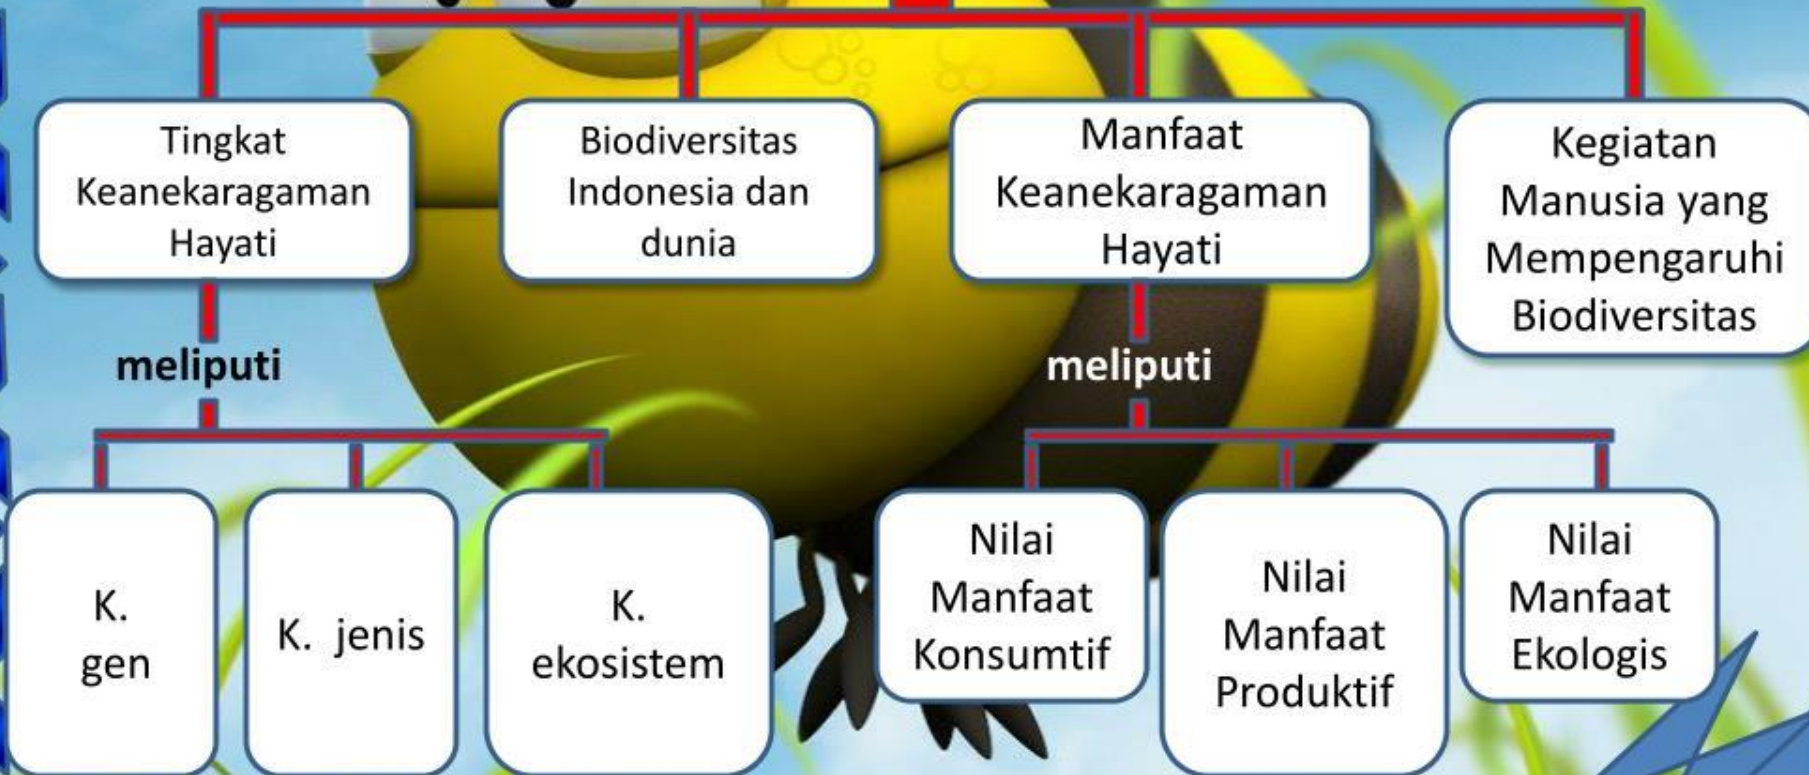 Tingkat
Keanekaragaman
Hayati
Biodiversitas
Indonesia dan
dunia
Manfaat
Keanekaragaman
Hayati
Kegiatan
Manusia yang
Mempengaruhi
Biodiversitas
meliputi
meliputi
K.
gen
K. jenis
K.
ekosistem
Nilai
Manfaat
Konsumtif
Nilai
Manfaat
Produktif
Nilai
Manfaat
Ekologis